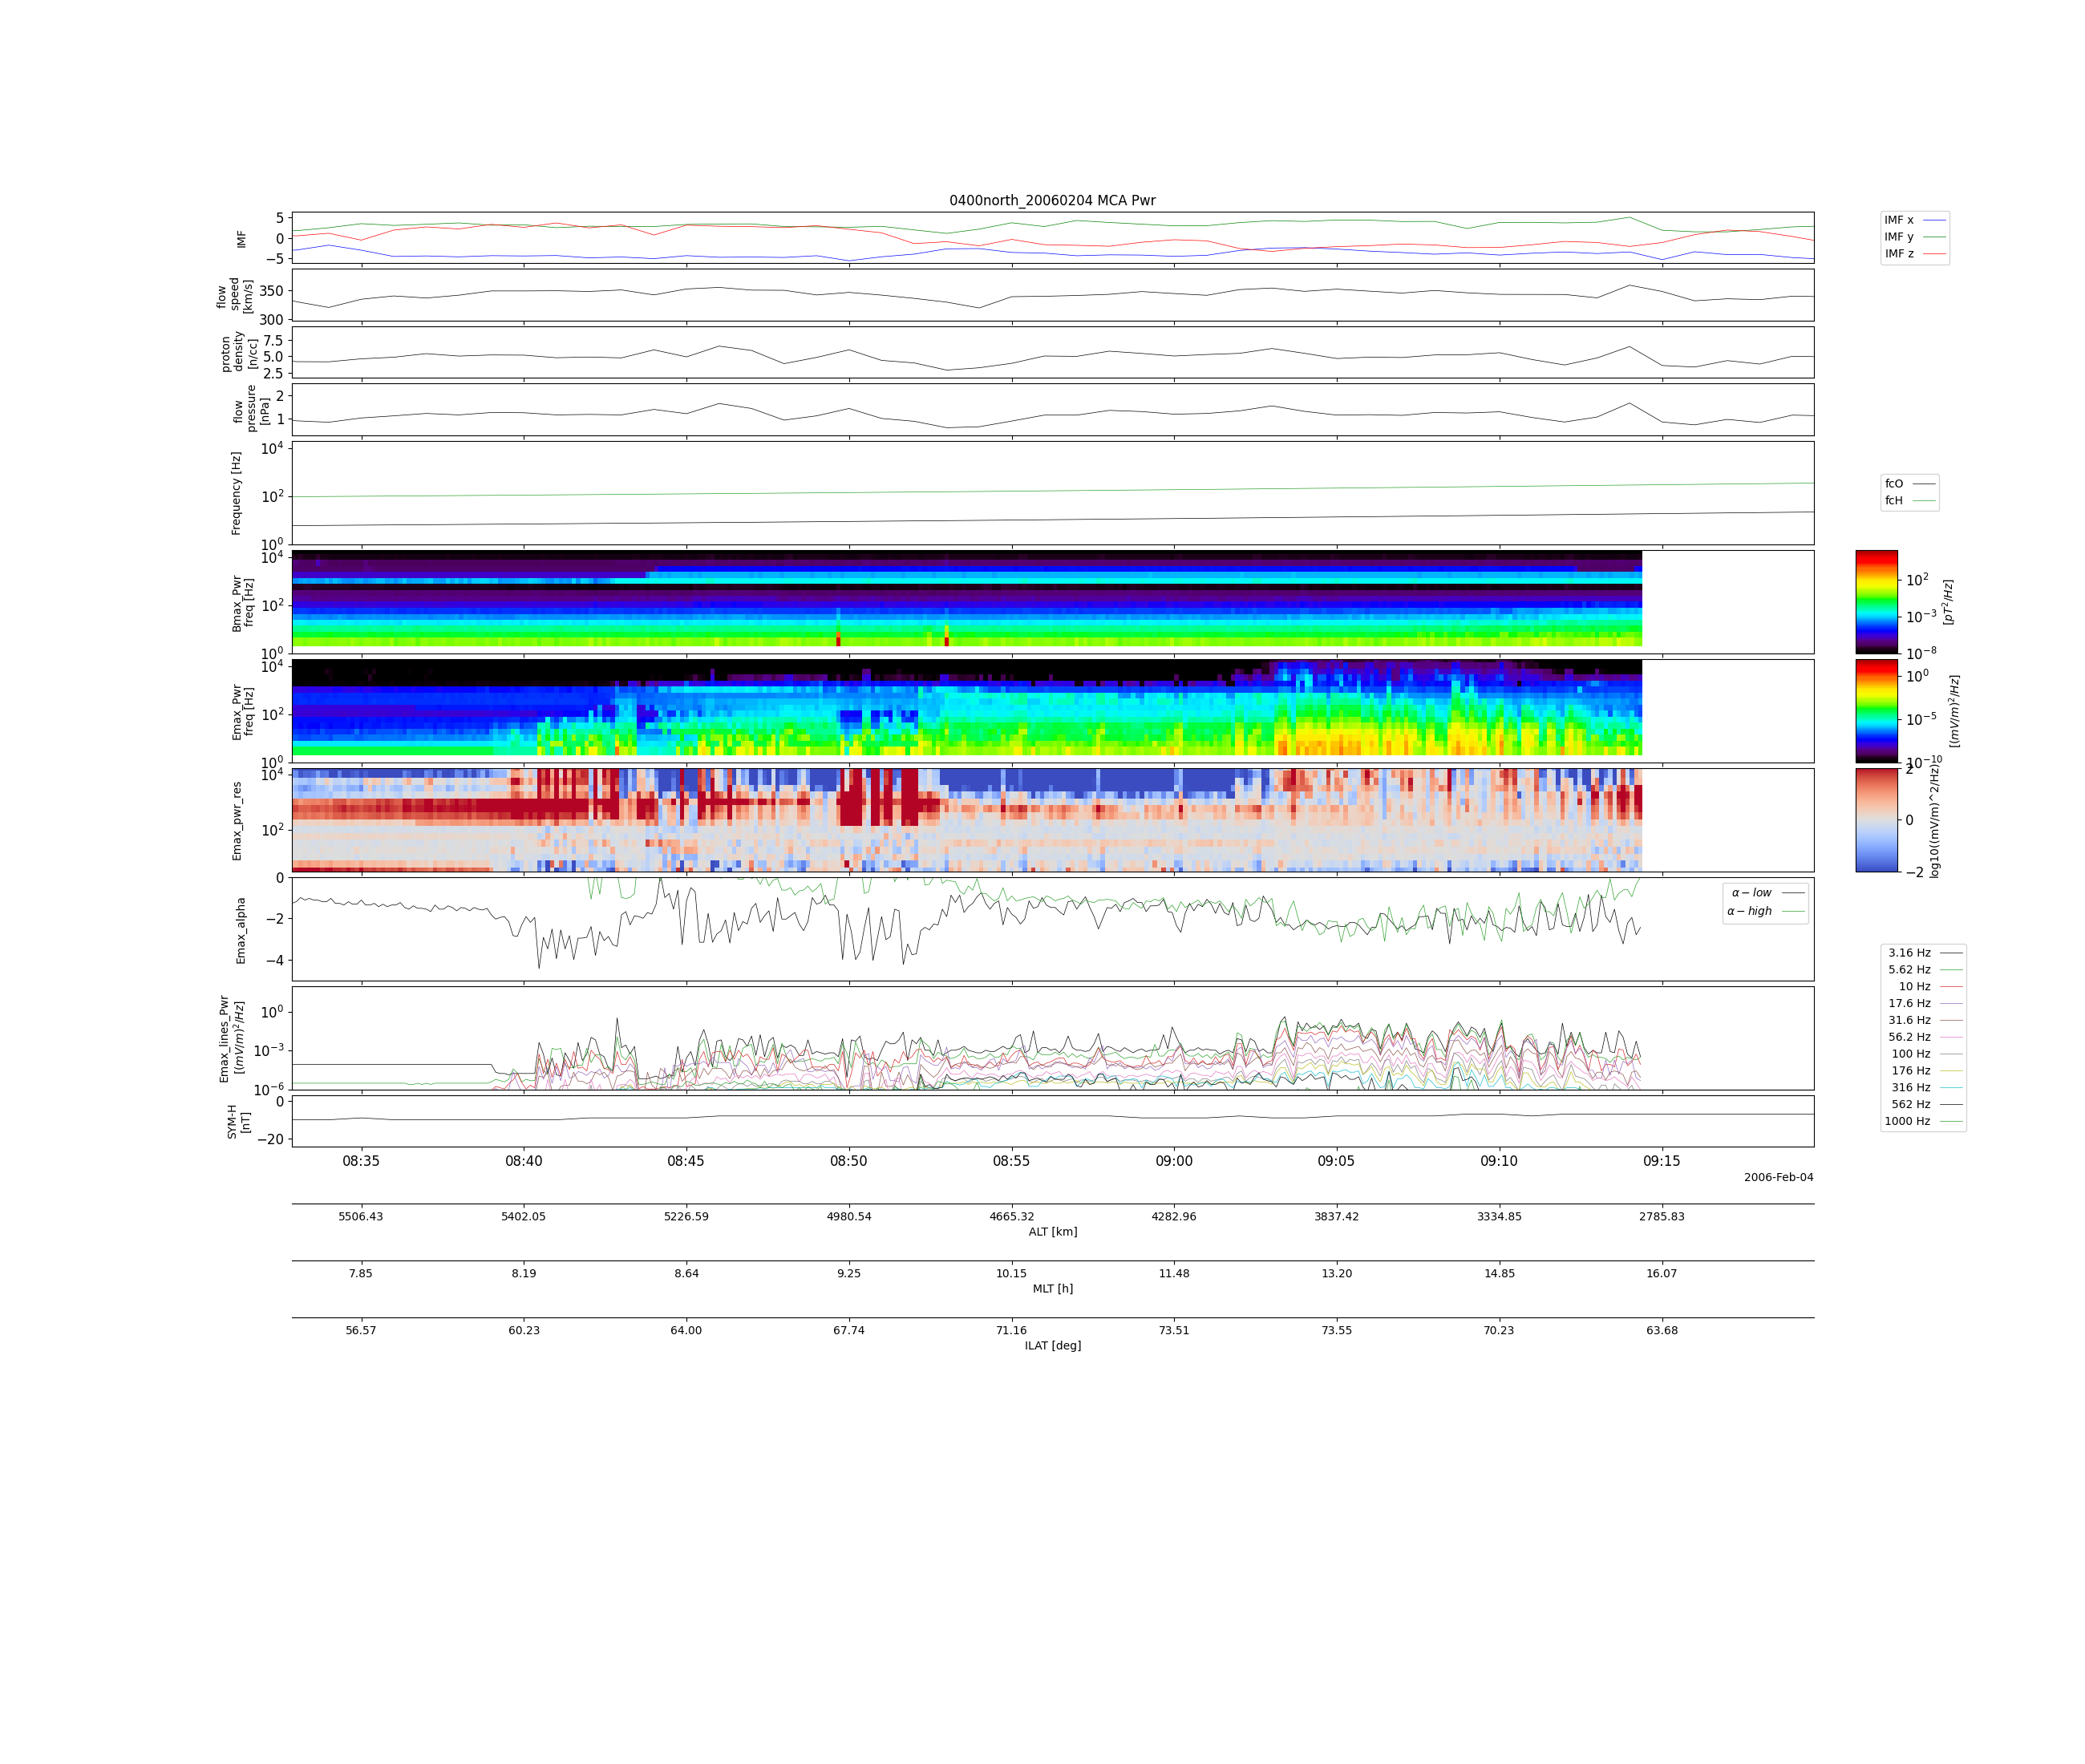 0400north_20060204 MCA Pwr
IMF
5
0
−5
IMF x
IMF y
IMF z
flow
speed
[km/s]
350
300
proton
density
[n/cc]
7.5
5.0
2.5
flow
pressure
[nPa]
2
1
Frequency [Hz]
10^4
10^2
10^0
fcO
fcH
Bmax_Pwr
freq [Hz]
10^4
10^2
10^0
10^2
10^−3
10^−8
[pT^2/Hz]
Emax_Pwr
freq [Hz]
10^4
10^2
10^0
10^0
10^−5
10^−10
[(mV/m)^2/Hz]
Emax_pwr_res
10^4
10^2
2
0
−2
log10((mV/m)^2/Hz)
Emax_alpha
0
−2
−4
α − low
α − high
Emax_lines_Pwr
[(mV/m)^2/Hz]
10^0
10^−3
10^−6
3.16 Hz
5.62 Hz
10 Hz
17.6 Hz
31.6 Hz
56.2 Hz
100 Hz
176 Hz
316 Hz
562 Hz
1000 Hz
SYM-H
[nT]
0
−20
08:35 08:40 08:45 08:50 08:55 09:00 09:05 09:10 09:15
2006-Feb-04
5506.43 5402.05 5226.59 4980.54 4665.32 4282.96 3837.42 3334.85 2785.83
ALT [km]
7.85 8.19 8.64 9.25 10.15 11.48 13.20 14.85 16.07
MLT [h]
56.57 60.23 64.00 67.74 71.16 73.51 73.55 70.23 63.68
ILAT [deg]